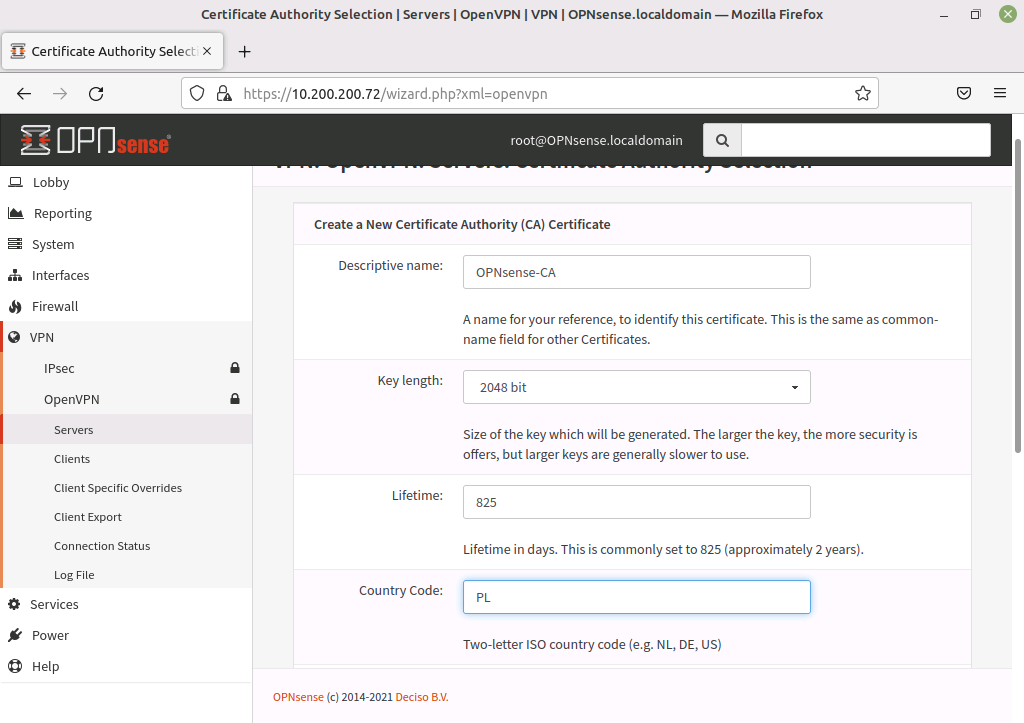 Certificate Authority Selection | Servers | OpenVPN | VPN | OPNsense.localdomain — Mozilla Firefox
Certificate Authority Selecti
https://10.200.200.72/wizard.php?xml=openvpn
OPNsense
root@OPNsense.localdomain
VPN: OpenVPN: Servers: Certificate Authority Selection
Lobby
Reporting
System
Interfaces
Firewall
VPN
IPsec
OpenVPN
Servers
Clients
Client Specific Overrides
Client Export
Connection Status
Log File
Services
Power
Help
Create a New Certificate Authority (CA) Certificate
Descriptive name:
OPNsense-CA
A name for your reference, to identify this certificate. This is the same as common-
name field for other Certificates.
Key length:
2048 bit
Size of the key which will be generated. The larger the key, the more security is
offers, but larger keys are generally slower to use.
Lifetime:
825
Lifetime in days. This is commonly set to 825 (approximately 2 years).
Country Code:
PL
Two-letter ISO country code (e.g. NL, DE, US)
OPNsense (c) 2014-2021 Deciso B.V.